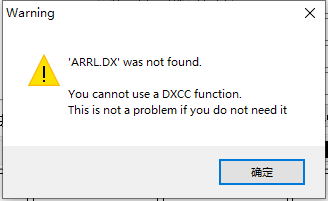 Warning
'ARRL.DX' was not found.
You cannot use a DXCC function.
This is not a problem if you do not need it
确定